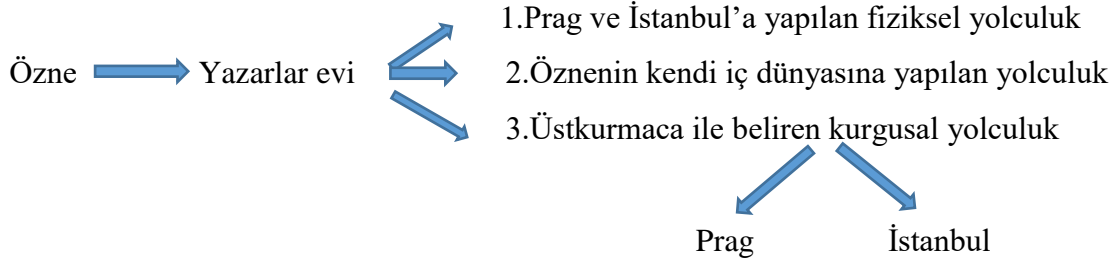 1.Prag ve İstanbul’a yapılan fiziksel yolculuk
Özne Yazarlar evi 2.Öznenin kendi iç dünyasına yapılan yolculuk
3.Üstkurmaca ile beliren kurgusal yolculuk
Prag İstanbul